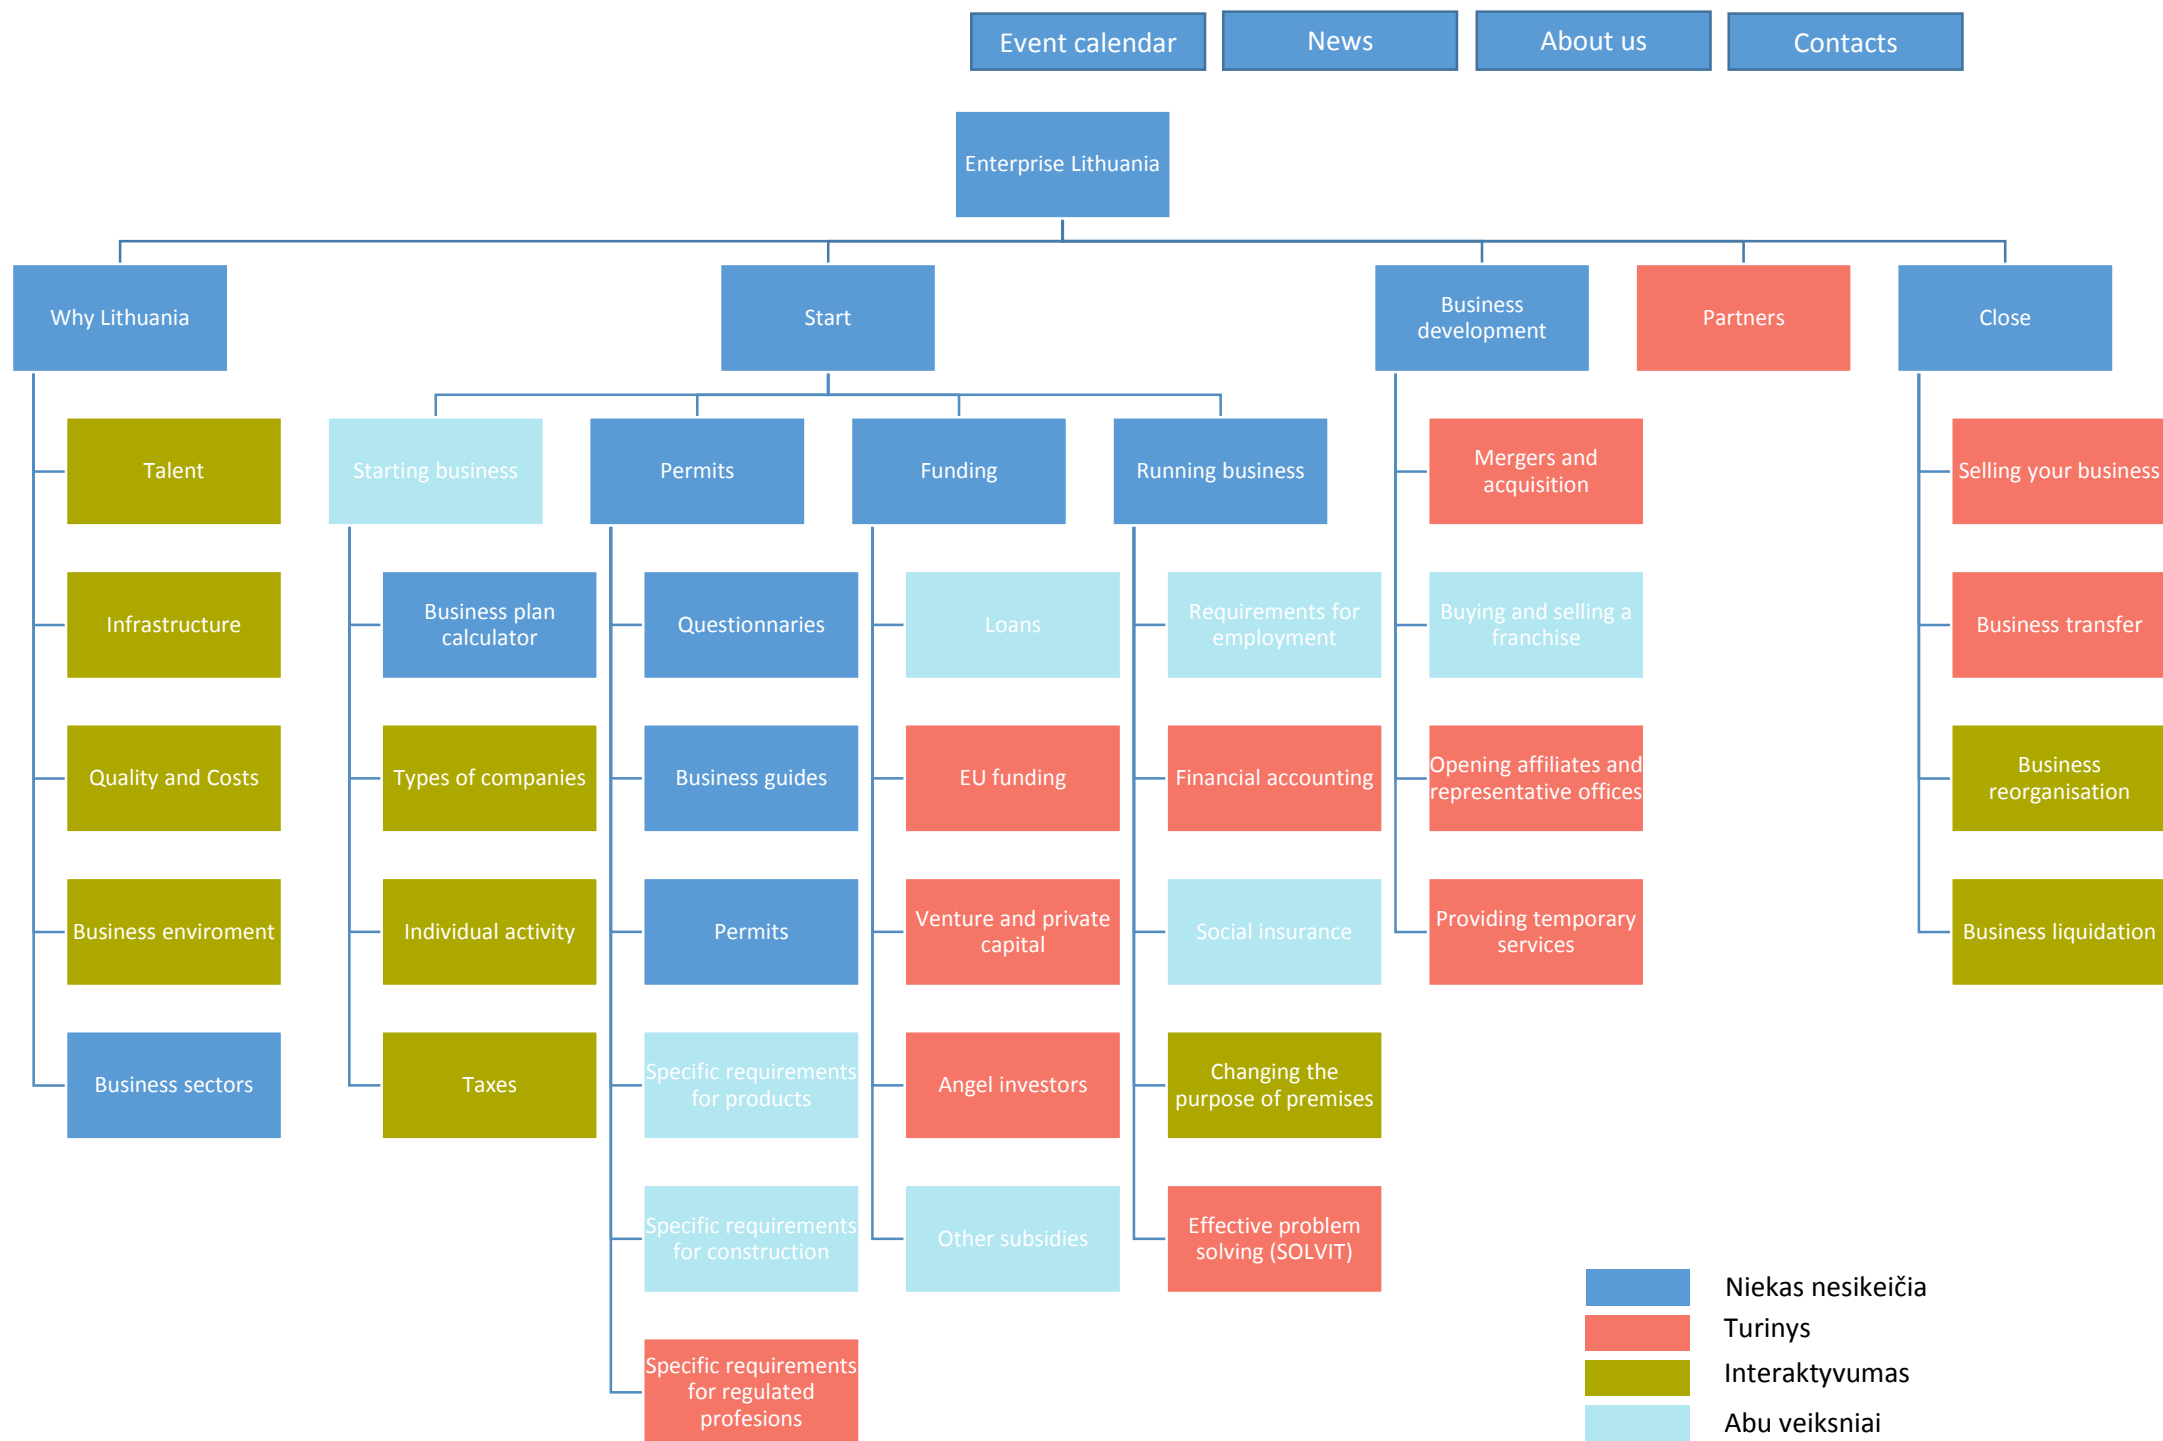 Event calendar
News
About us
Contacts
Enterprise Lithuania
Why Lithuania
Start
Business
development
Partners
Close
Talent
Starting business
Permits
Funding
Running business
Mergers and
acquisition
Selling your business
Infrastructure
Business plan
calculator
Questionnaries
Loans
Requirements for
employment
Buying and selling a
franchise
Business transfer
Quality and Costs
Types of companies
Business guides
EU funding
Financial accounting
Opening affiliates and
representative offices
Business
reorganisation
Business enviroment
Individual activity
Permits
Venture and private
capital
Social insurance
Providing temporary
services
Business liquidation
Business sectors
Taxes
Specific requirements
for products
Angel investors
Changing the
purpose of premises
Specific requirements
for construction
Other subsidies
Effective problem
solving (SOLVIT)
Specific requirements
for regulated
profesions
Niekas nesikeičia
Turinys
Interaktyvumas
Abu veiksniai